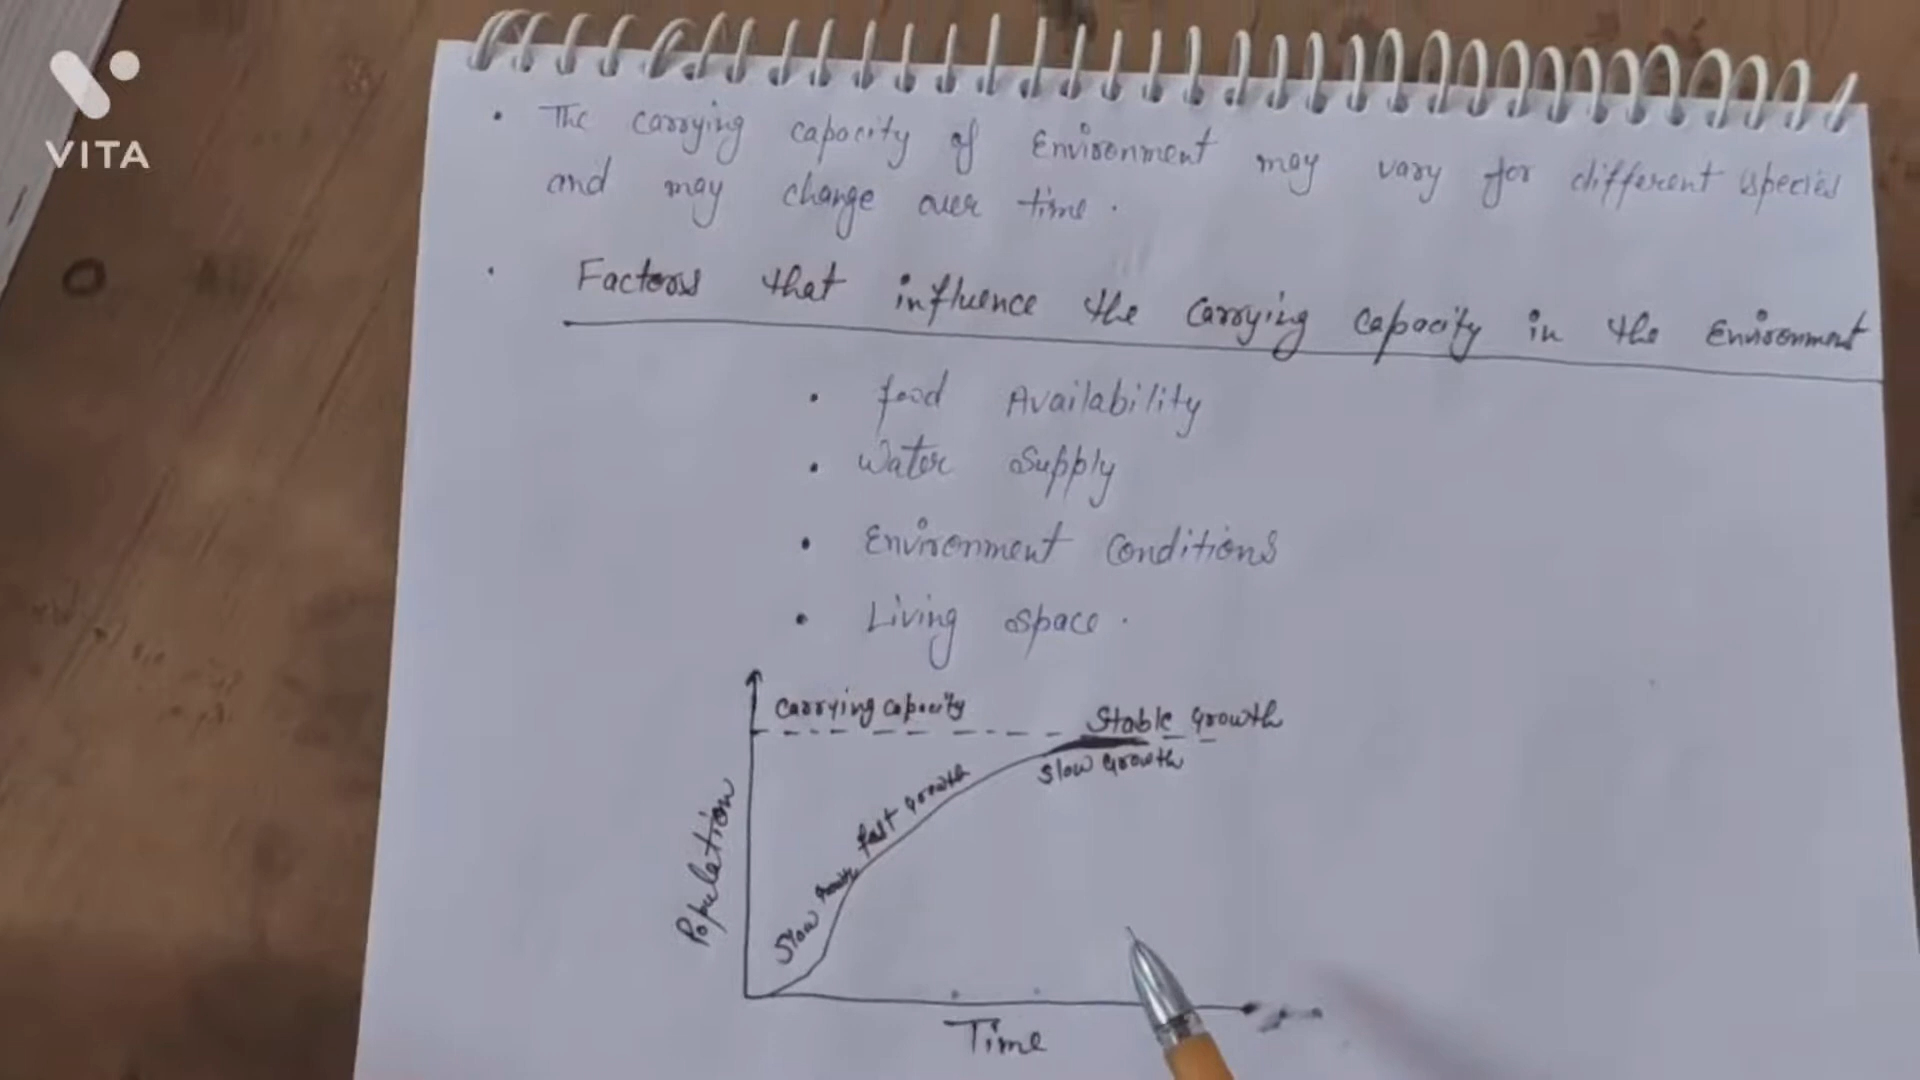 VITA
The carrying capacity of Environment may vary for different species
and may change over time.
Factors that influence the Carrying Capacity in the Environment
food Availability
Water Supply
Environment Conditions
Living space.
Carrying capacity
Stable Growth
Slow Growth
fast growth
Slow Growth
Population
Time